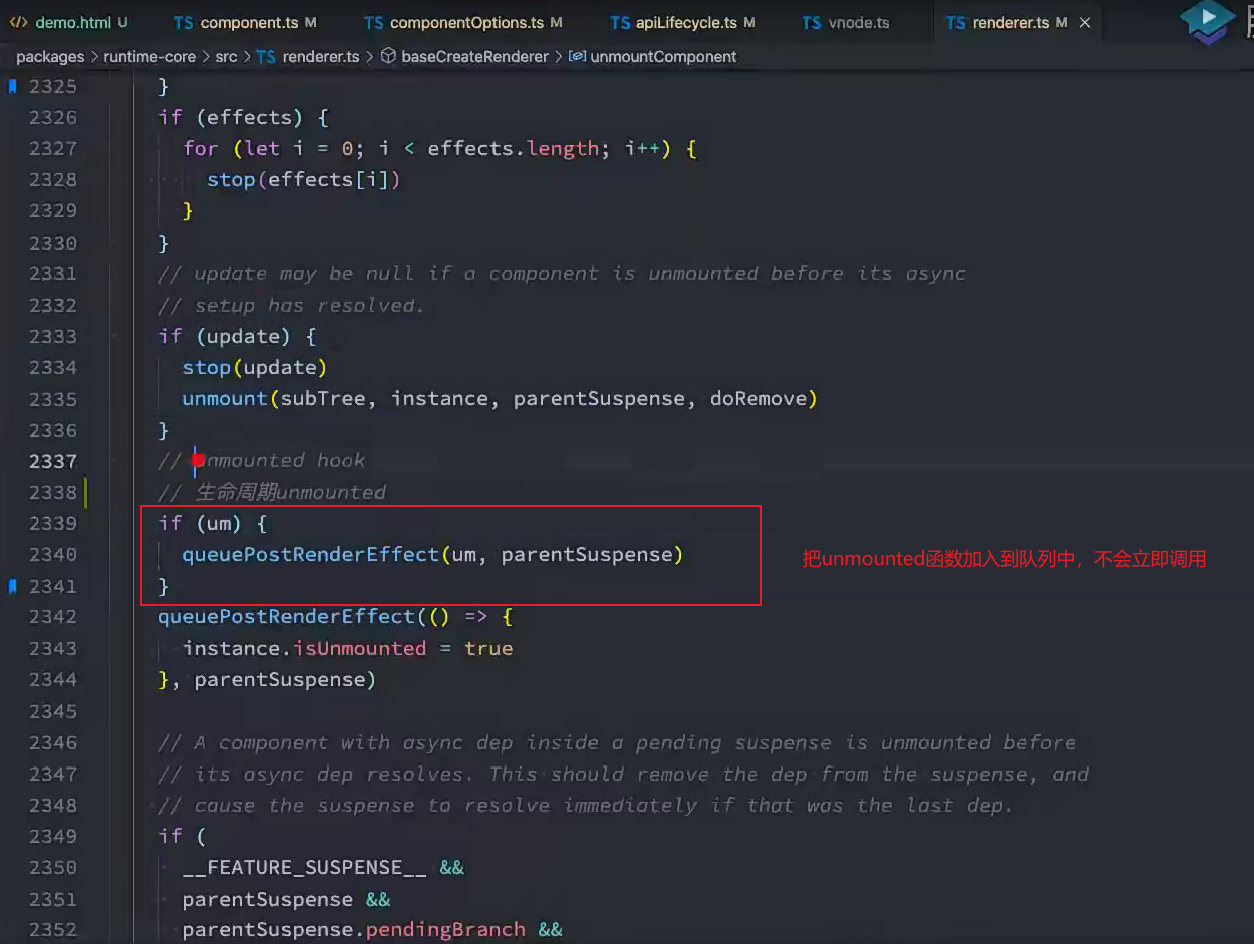 demo.html U
TS component.ts M
TS componentOptions.ts M
TS apiLifecycle.ts M
TS vnode.ts
TS renderer.ts M ×
packages > runtime-core > src > TS renderer.ts > baseCreateRenderer > unmountComponent
2325 }
2326 if (effects) {
2327 for (let i = 0; i < effects.length; i++) {
2328 stop(effects[i])
2329 }
2330 }
2331 // update may be null if a component is unmounted before its async
2332 // setup has resolved.
2333 if (update) {
2334 stop(update)
2335 unmount(subTree, instance, parentSuspense, doRemove)
2336 }
2337 // unmounted hook
2338 // 生命周期unmounted
2339 if (um) {
2340 queuePostRenderEffect(um, parentSuspense)
把unmounted函数加入到队列中，不会立即调用
2341 }
2342 queuePostRenderEffect(() => {
2343 instance.isUnmounted = true
2344 }, parentSuspense)
2345
2346 // A component with async dep inside a pending suspense is unmounted before
2347 // its async dep resolves. This should remove the dep from the suspense, and
2348 // cause the suspense to resolve immediately if that was the last dep.
2349 if (
2350 __FEATURE_SUSPENSE__ &&
2351 parentSuspense &&
2352 parentSuspense.pendingBranch &&